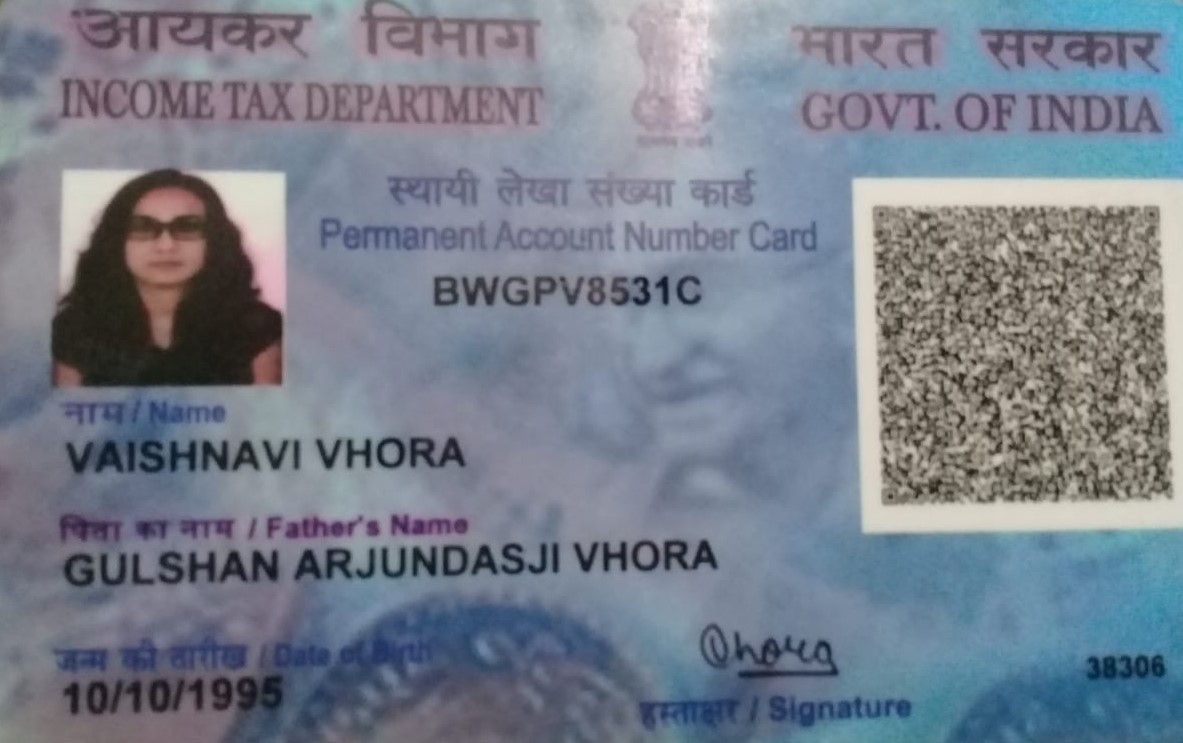 आयकर विभाग
INCOME TAX DEPARTMENT
भारत सरकार
GOVT. OF INDIA
स्थायी लेखा संख्या कार्ड
Permanent Account Number Card
BWGPV8531C
नाम / Name
VAISHNAVI VHORA
पिता का नाम / Father's Name
GULSHAN ARJUNDASJI VHORA
जन्म की तारीख / Date of Birth
10/10/1995
Vhora
हस्ताक्षर / Signature
38306